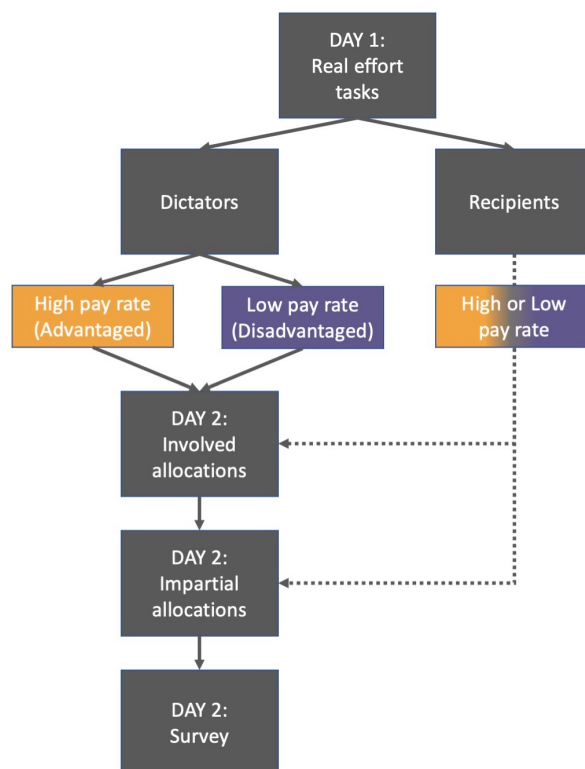 DAY 1:
Real effort
tasks
Dictators
Recipients
High pay rate
(Advantaged)
Low pay rate
(Disadvantaged)
High or Low
pay rate
DAY 2:
Involved
allocations
DAY 2:
Impartial
allocations
DAY 2:
Survey